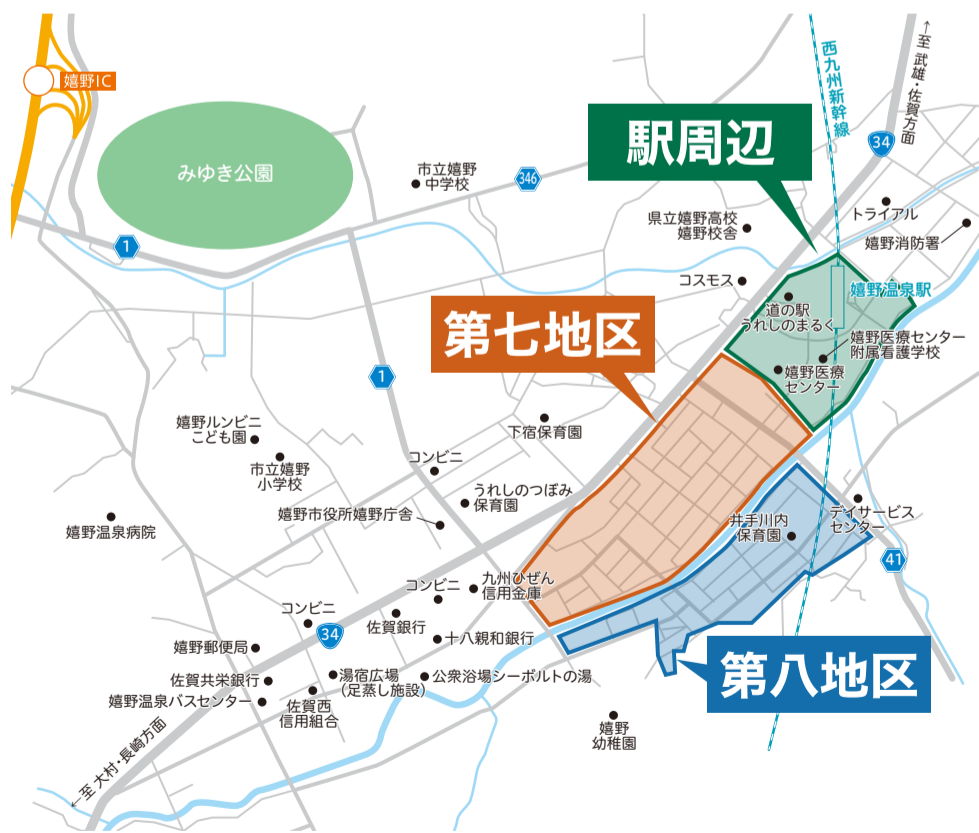 嬉野IC
みゆき公園
1
市立嬉野
中学校
346
駅周辺
西九州新幹線
←至 武雄・佐賀方面
34
トライアル
嬉野消防署
県立嬉野高校
嬉野校舎
コスモス
嬉野温泉駅
道の駅
うれしのまるく
嬉野医療センター
附属看護学校
嬉野医療
センター
第七地区
1
下宿保育園
嬉野ルンビニ
こども園
市立嬉野
小学校
コンビニ
うれしのつぼみ
保育園
嬉野市役所嬉野庁舎
嬉野温泉病院
井手川内
保育園
デイサービス
センター
41
九州ひぜん
信用金庫
コンビニ
コンビニ
佐賀銀行
34
十八親和銀行
嬉野郵便局
佐賀共栄銀行
湯宿広場
（足蒸し施設）
公衆浴場シーボルトの湯
嬉野温泉バスセンター
佐賀西
信用組合
第八地区
嬉野
幼稚園
←至 大村・長崎方面